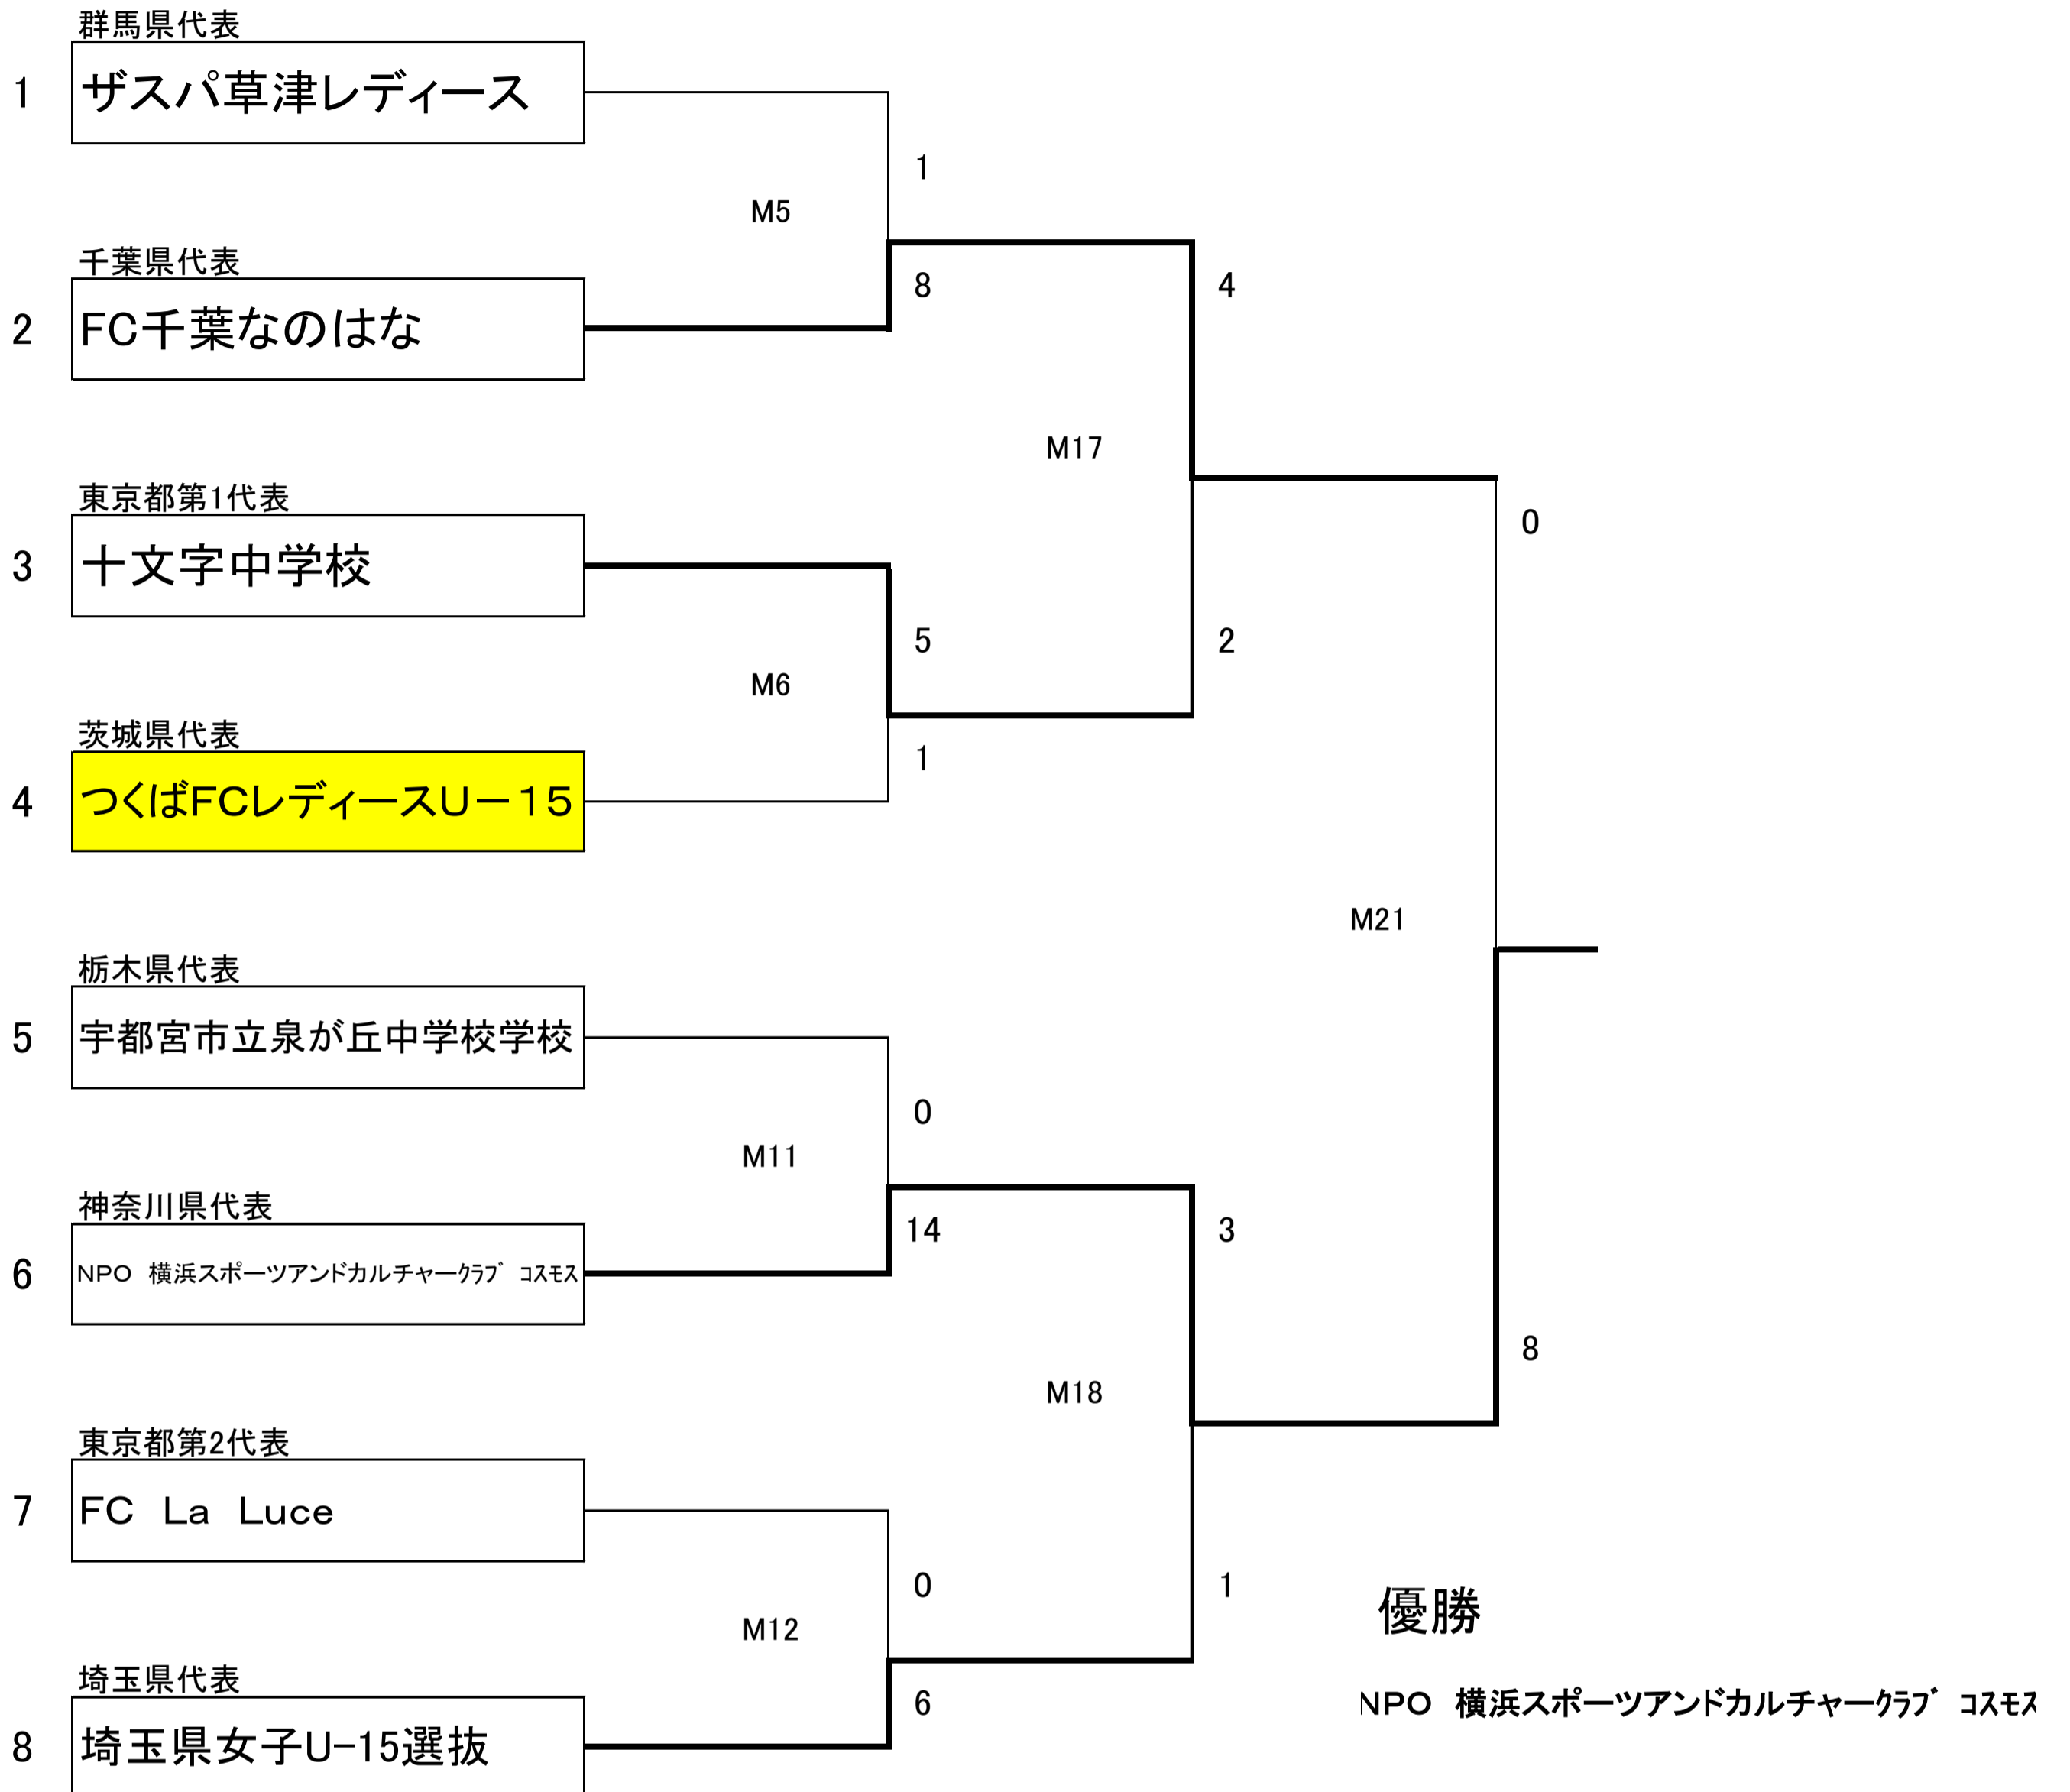 群馬県代表
1 ザスパ草津レディース
1
M5
千葉県代表
8 4
2 FC千葉なのはな
M17
東京都第1代表
0
3 十文字中学校
5 2
M6
茨城県代表
1
4 つくばFCレディースU－15
M21
栃木県代表
5 宇都宮市立泉が丘中学校学校
0
M11
神奈川県代表
14 3
6 NPO　横浜スポーツアンドカルチャークラブ　コスモス
8
M18
東京都第2代表
7 FC　La　Luce
0 1 優勝
M12
埼玉県代表
6 NPO　横浜スポーツアンドカルチャークラブ　コスモス
8 埼玉県女子U-15選抜